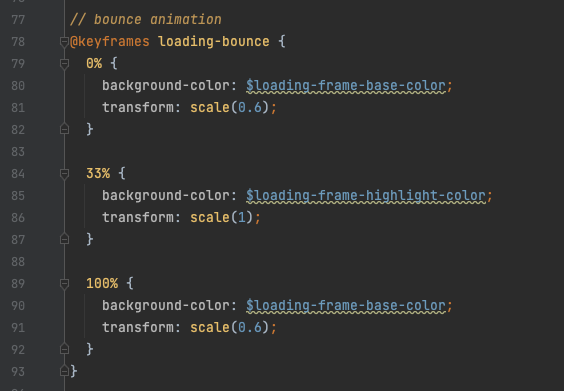 77 // bounce animation
78 @keyframes loading-bounce {
79 0% {
80 background-color: $loading-frame-base-color;
81 transform: scale(0.6);
82 }
83
84 33% {
85 background-color: $loading-frame-highlight-color;
86 transform: scale(1);
87 }
88
89 100% {
90 background-color: $loading-frame-base-color;
91 transform: scale(0.6);
92 }
93 }